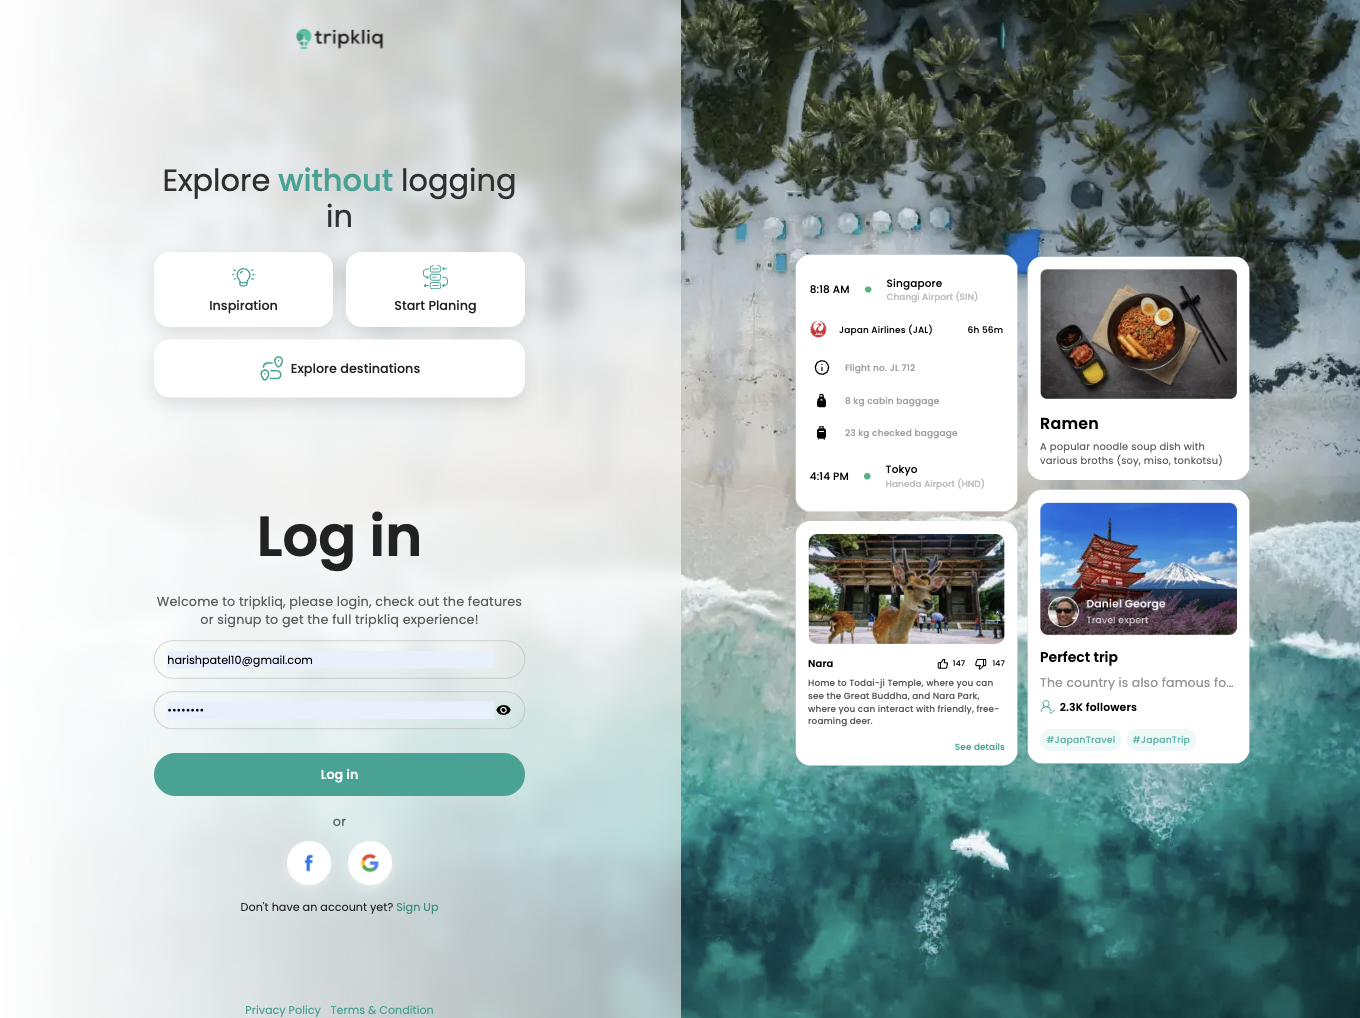 tripkliq
Explore without logging
in
Inspiration
Start Planing
Explore destinations
Log in
Welcome to tripkliq, please login, check out the features
or signup to get the full tripkliq experience!
harishpatel10@gmail.com
••••••••
Log in
or
Don't have an account yet? Sign Up
Privacy Policy Terms & Condition
8:18 AM
Singapore
Changi Airport (SIN)
Japan Airlines (JAL) 6h 56m
Flight no. JL 712
8 kg cabin baggage
23 kg checked baggage
4:14 PM
Tokyo
Haneda Airport (HND)
Ramen
A popular noodle soup dish with
various broths (soy, miso, tonkotsu)
Nara 147 147
Home to Todai-ji Temple, where you can
see the Great Buddha, and Nara Park,
where you can interact with friendly, free-
roaming deer.
See details
Daniel George
Travel expert
Perfect trip
The country is also famous fo...
2.3K followers
#JapanTravel #JapanTrip